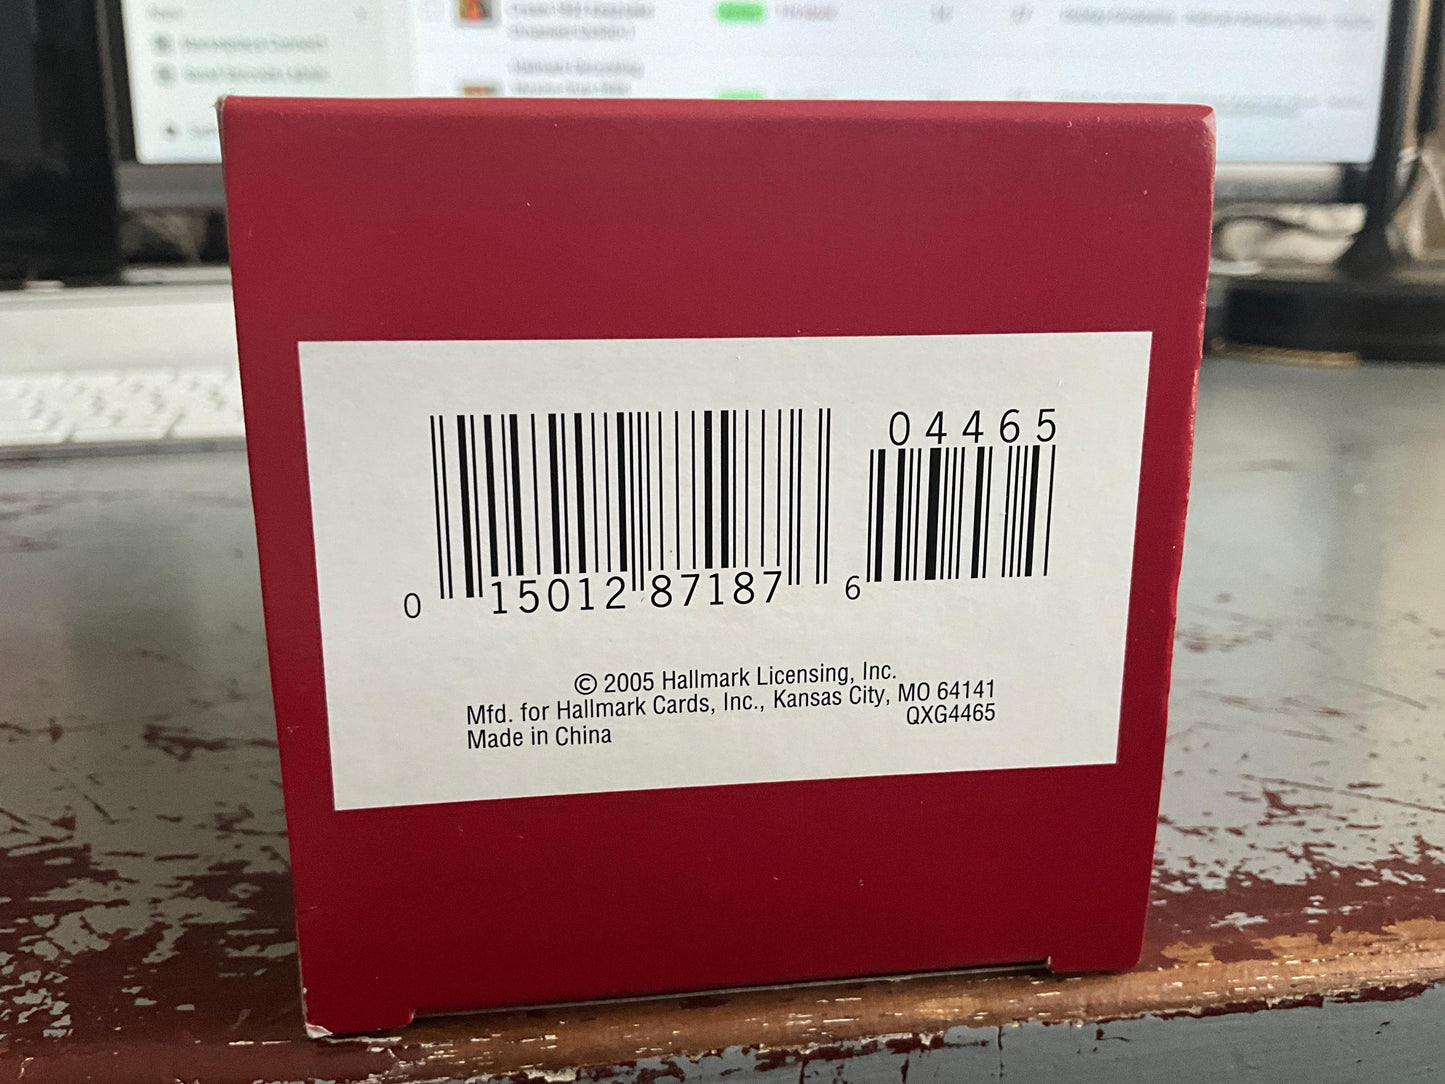 04465
0 15012 87187 6
© 2005 Hallmark Licensing, Inc.
Mfd. for Hallmark Cards, Inc., Kansas City, MO 64141
QXG4465
Made in China